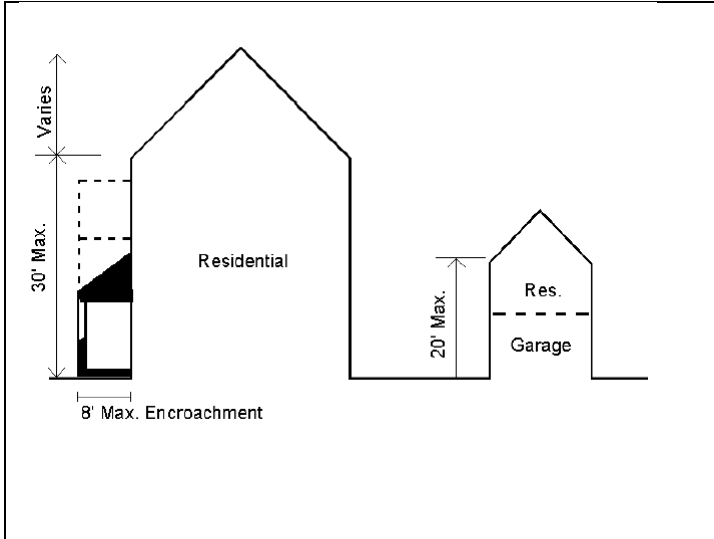 Varies
30' Max.
Residential
8' Max. Encroachment
20' Max.
Res.
Garage